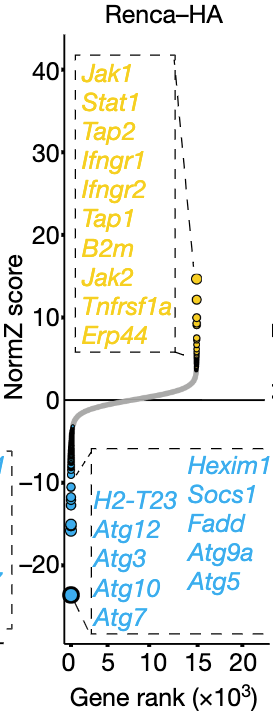 Renca–HA
NormZ score
40
30
20
10
0
−10
−20
Jak1
Stat1
Tap2
Ifngr1
Ifngr2
Tap1
B2m
Jak2
Tnfrsf1a
Erp44
H2-T23
Atg12
Atg3
Atg10
Atg7
Hexim1
Socs1
Fadd
Atg9a
Atg5
0 5 10 15 20
Gene rank (×10³)